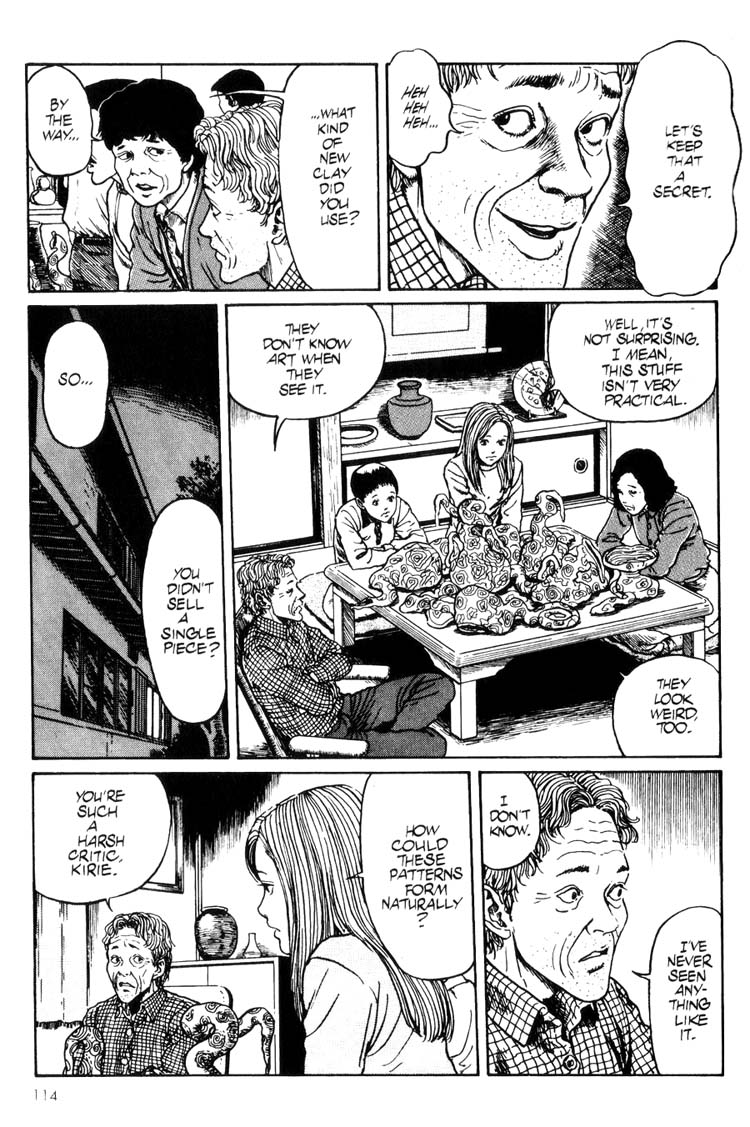 BY
THE
WAY...
...WHAT
KIND
OF
NEW
CLAY
DID
YOU
USE?
HEH
HEH
HEH...
LET'S
KEEP
THAT
A
SECRET.
SO...
YOU
DIDN'T
SELL
A
SINGLE
PIECE?
THEY
DON'T KNOW
ART WHEN
THEY
SEE IT.
WELL, IT'S
NOT SURPRISING.
I MEAN,
THIS STUFF
ISN'T VERY
PRACTICAL.
THEY
LOOK
WEIRD,
TOO.
YOU'RE
SUCH
A
HARSH
CRITIC,
KIRIE.
HOW
COULD
THESE
PATTERNS
FORM
NATURALLY
?
I
DON'T
KNOW.
I'VE
NEVER
SEEN
ANY-
THING
LIKE
IT.
114